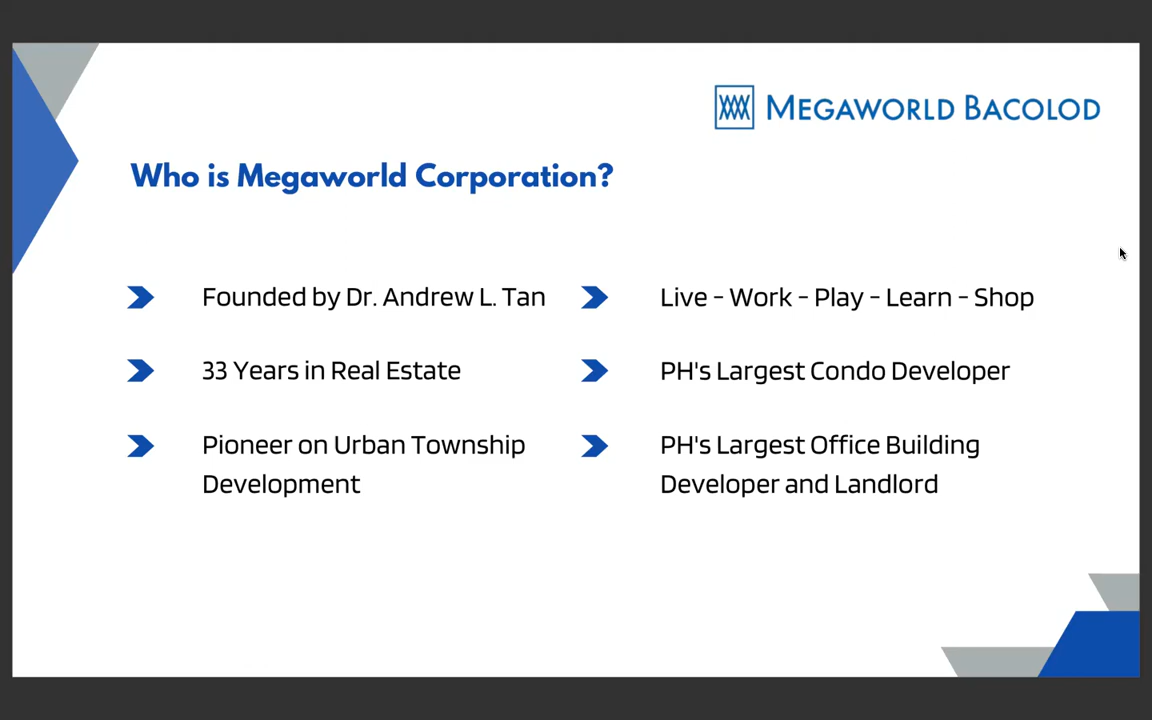 MEGAWORLD BACOLOD
Who is Megaworld Corporation?
Founded by Dr. Andrew L. Tan
33 Years in Real Estate
Pioneer on Urban Township
Development
Live - Work - Play - Learn - Shop
PH's Largest Condo Developer
PH's Largest Office Building
Developer and Landlord